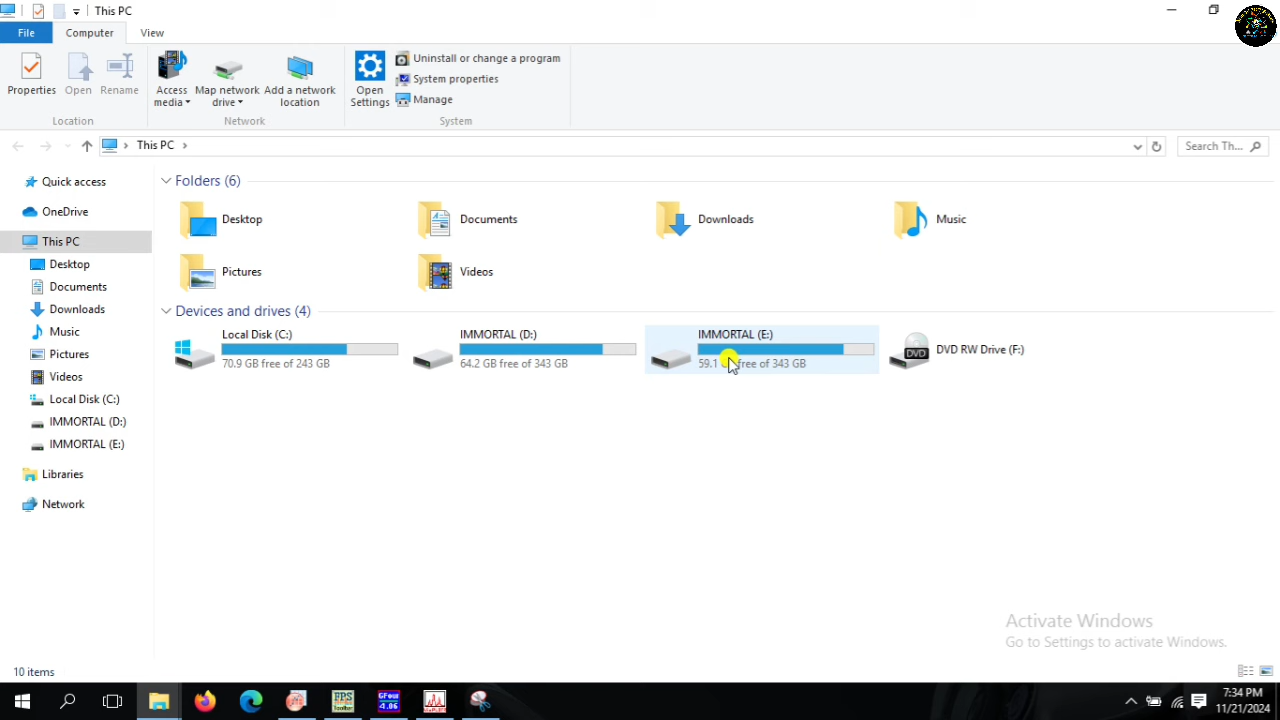 This PC
File Computer View
Properties Open Rename Access media Map network drive Add a network location Open Settings Uninstall or change a program
System properties
Manage
Location Network System
This PC Search Th...
Quick access
OneDrive
This PC
Desktop
Documents
Downloads
Music
Pictures
Videos
Local Disk (C:)
IMMORTAL (D:)
IMMORTAL (E:)
Libraries
Network
Folders (6)
Desktop Documents Downloads Music
Pictures Videos
Devices and drives (4)
Local Disk (C:) IMMORTAL (D:) IMMORTAL (E:) DVD RW Drive (F:)
70.9 GB free of 243 GB 64.2 GB free of 343 GB 59.1 free of 343 GB
DVD
Activate Windows
Go to Settings to activate Windows.
10 items
EPS
GFour
4.06
7:34 PM
11/21/2024